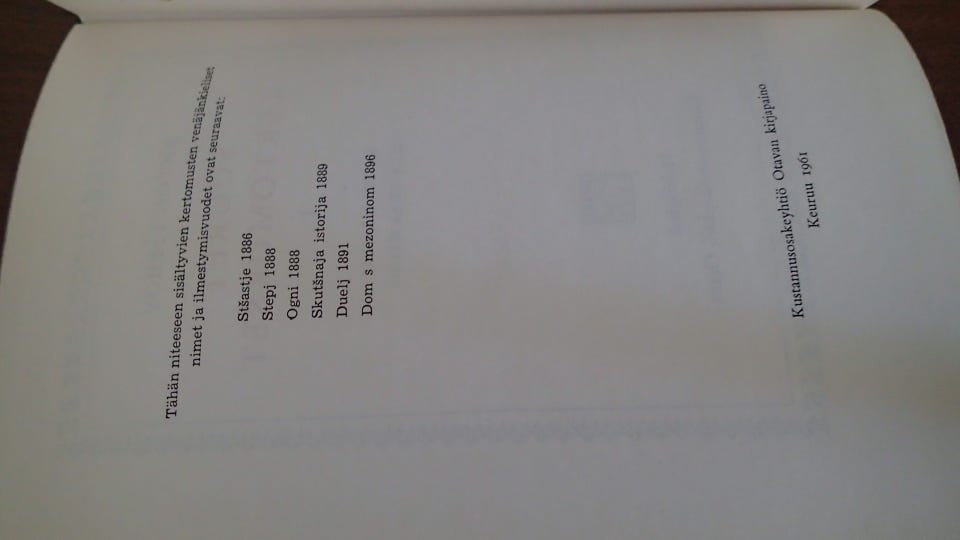 Tähän niteeseen sisältyvien kertomusten venäjänkieliset
nimet ja ilmestymisvuodet ovat seuraavat:
Stšastje 1886
Stepj 1888
Ogni 1888
Skutšnaja istorija 1889
Duelj 1891
Dom s mezoninom 1896
Kustannusosakeyhtiö Otavan kirjapaino
Keuruu 1961